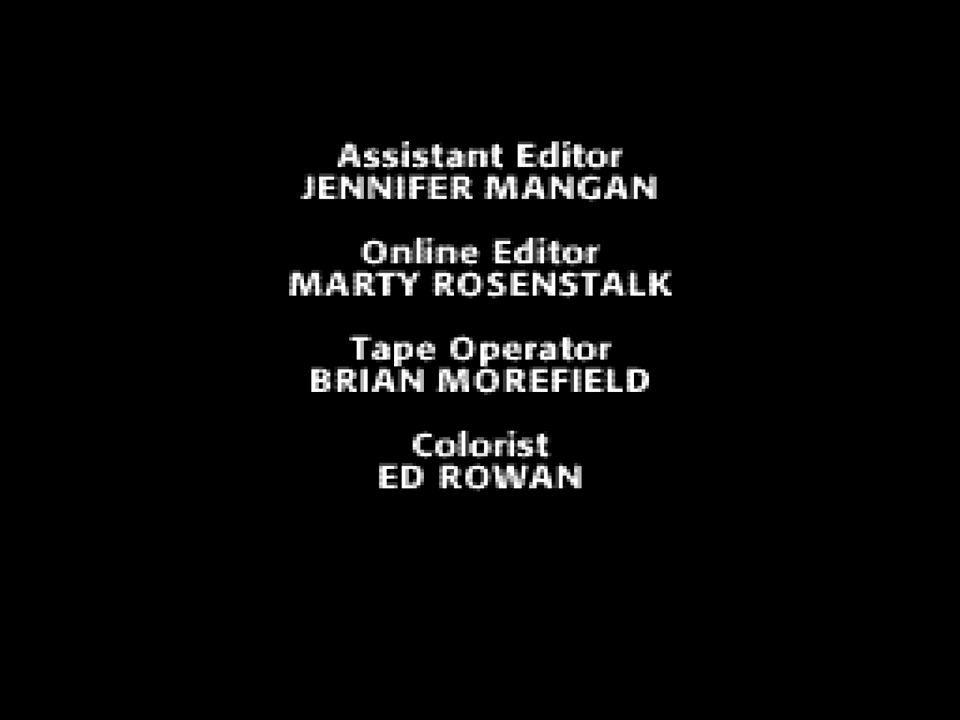 Assistant Editor
JENNIFER MANGAN
Online Editor
MARTY ROSENSTALK
Tape Operator
BRIAN MOREFIELD
Colorist
ED ROWAN